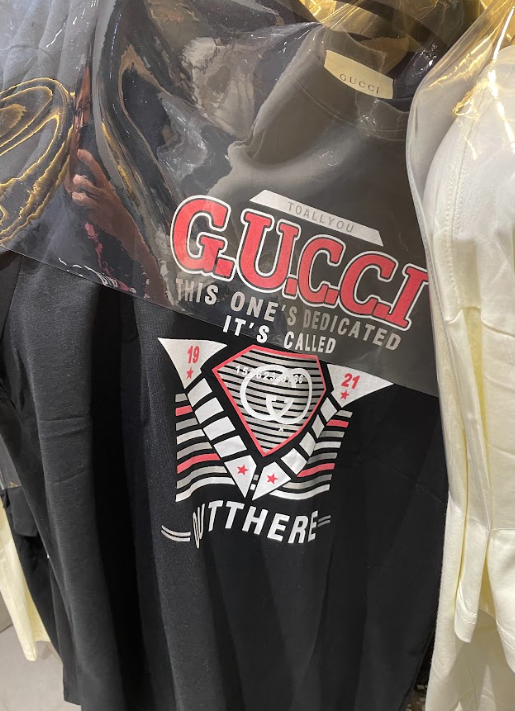 GUCCI
TOALLYOU
G.U.C.C.I
THIS ONE'S DEDICATED
IT'S CALLED
19 21
OUTTHERE